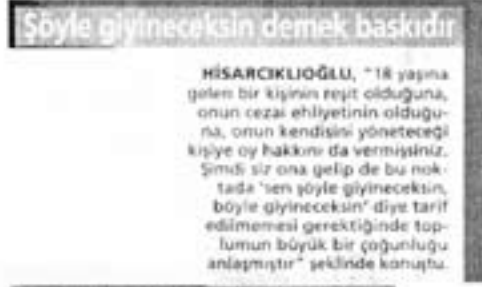 Şöyle giyineceksin demek baskıdır
HİSARCIKLIOĞLU, "18 yaşına
gelen bir kişinin reşit olduğuna,
onun cezai ehliyetinin olduğu-
na, onun kendisini yöneteceği
kişiye oy hakkını da vermişsiniz.
Şimdi siz ona gelip de bu nok-
tada 'sen şöyle giyineceksin,
böyle giyineceksin' diye tarif
edilmemesi gerektiğinde top-
lumun büyük bir çoğunluğu
anlaşmıştır" şeklinde konuştu.